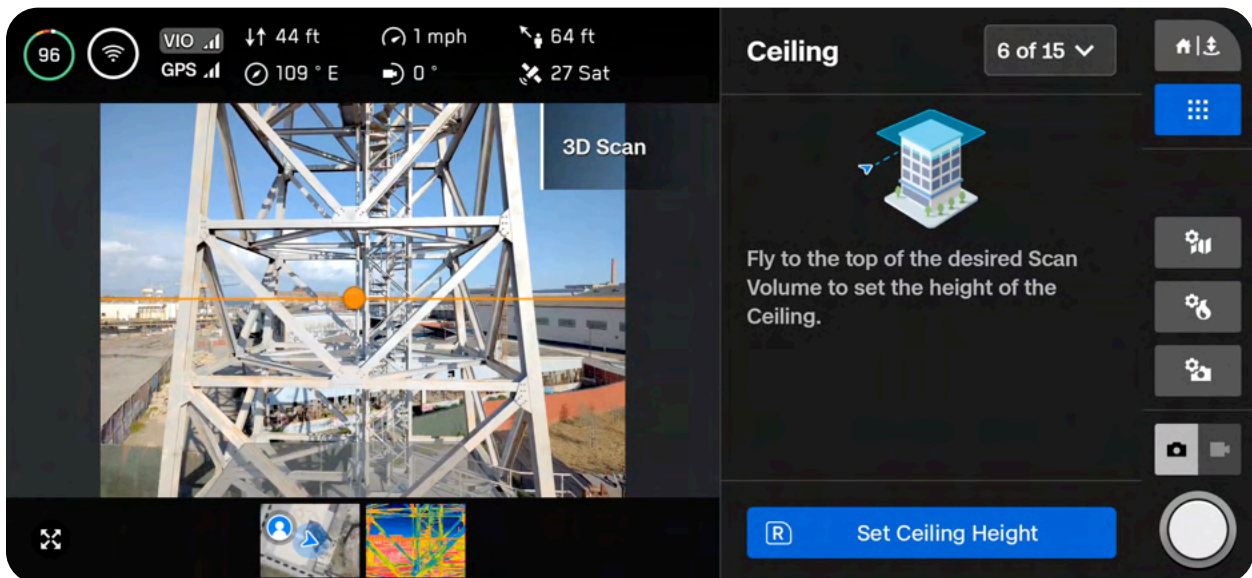 96
VIO
GPS
44 ft
1 mph
64 ft
109 ° E
0 °
27 Sat
3D Scan
Ceiling
6 of 15
Fly to the top of the desired Scan
Volume to set the height of the
Ceiling.
R
Set Ceiling Height